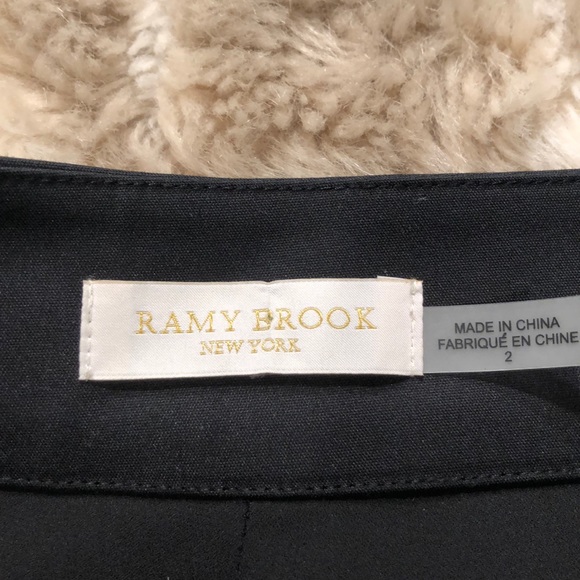 RAMY BROOK
NEW YORK
MADE IN CHINA
FABRIQUÉ EN CHINE
2